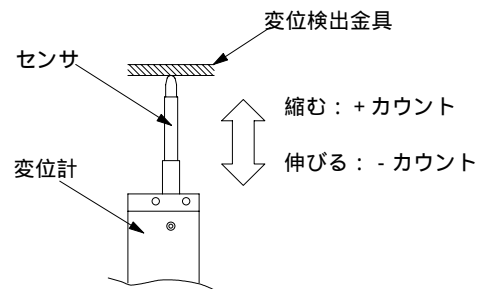 変位検出金具
センサ
縮む： + カウント
伸びる： - カウント
変位計